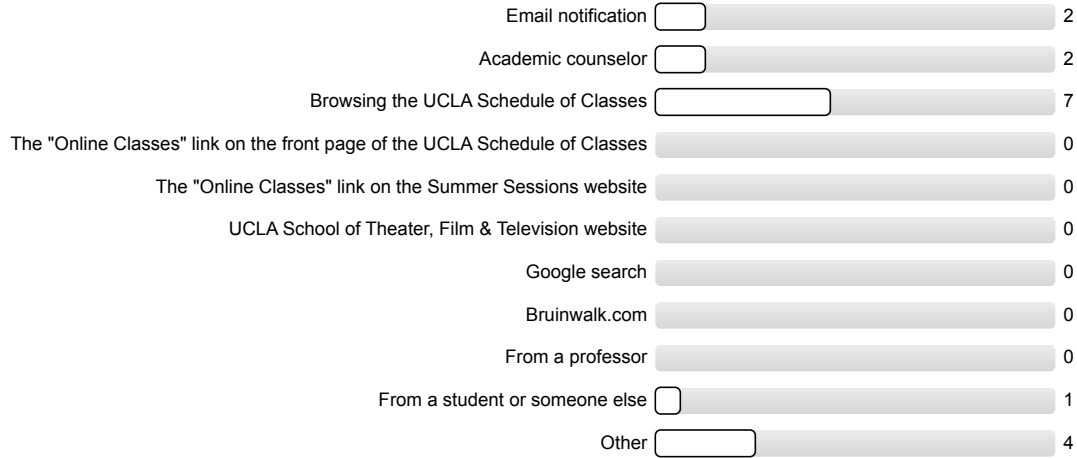 Email notification 2
Academic counselor 2
Browsing the UCLA Schedule of Classes 7
The "Online Classes" link on the front page of the UCLA Schedule of Classes 0
The "Online Classes" link on the Summer Sessions website 0
UCLA School of Theater, Film & Television website 0
Google search 0
Bruinwalk.com 0
From a professor 0
From a student or someone else 1
Other 4